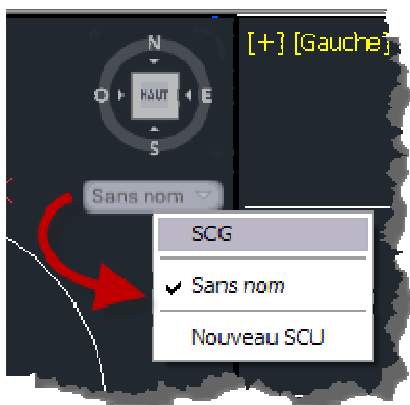 N
[+] [Gauche]
O HAUT E
S
Sans nom
SCG
Sans nom
Nouveau SCU